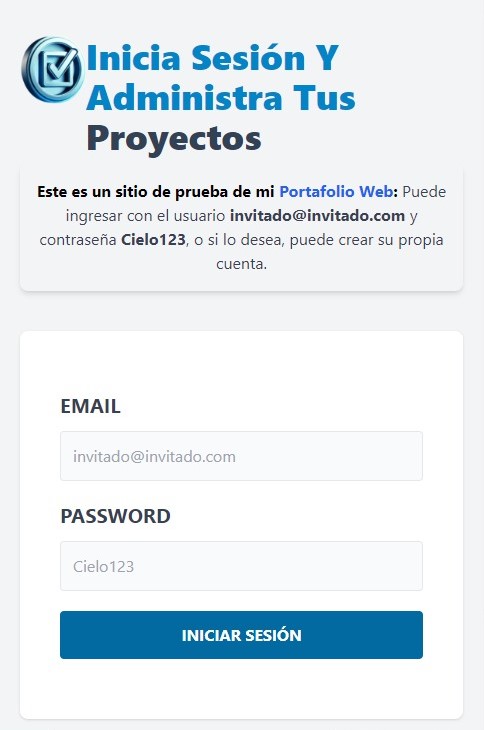 Inicia Sesión Y
Administra Tus
Proyectos
Este es un sitio de prueba de mi Portafolio Web: Puede
ingresar con el usuario invitado@invitado.com y
contraseña Cielo123, o si lo desea, puede crear su propia
cuenta.
EMAIL
invitado@invitado.com
PASSWORD
Cielo123
INICIAR SESIÓN